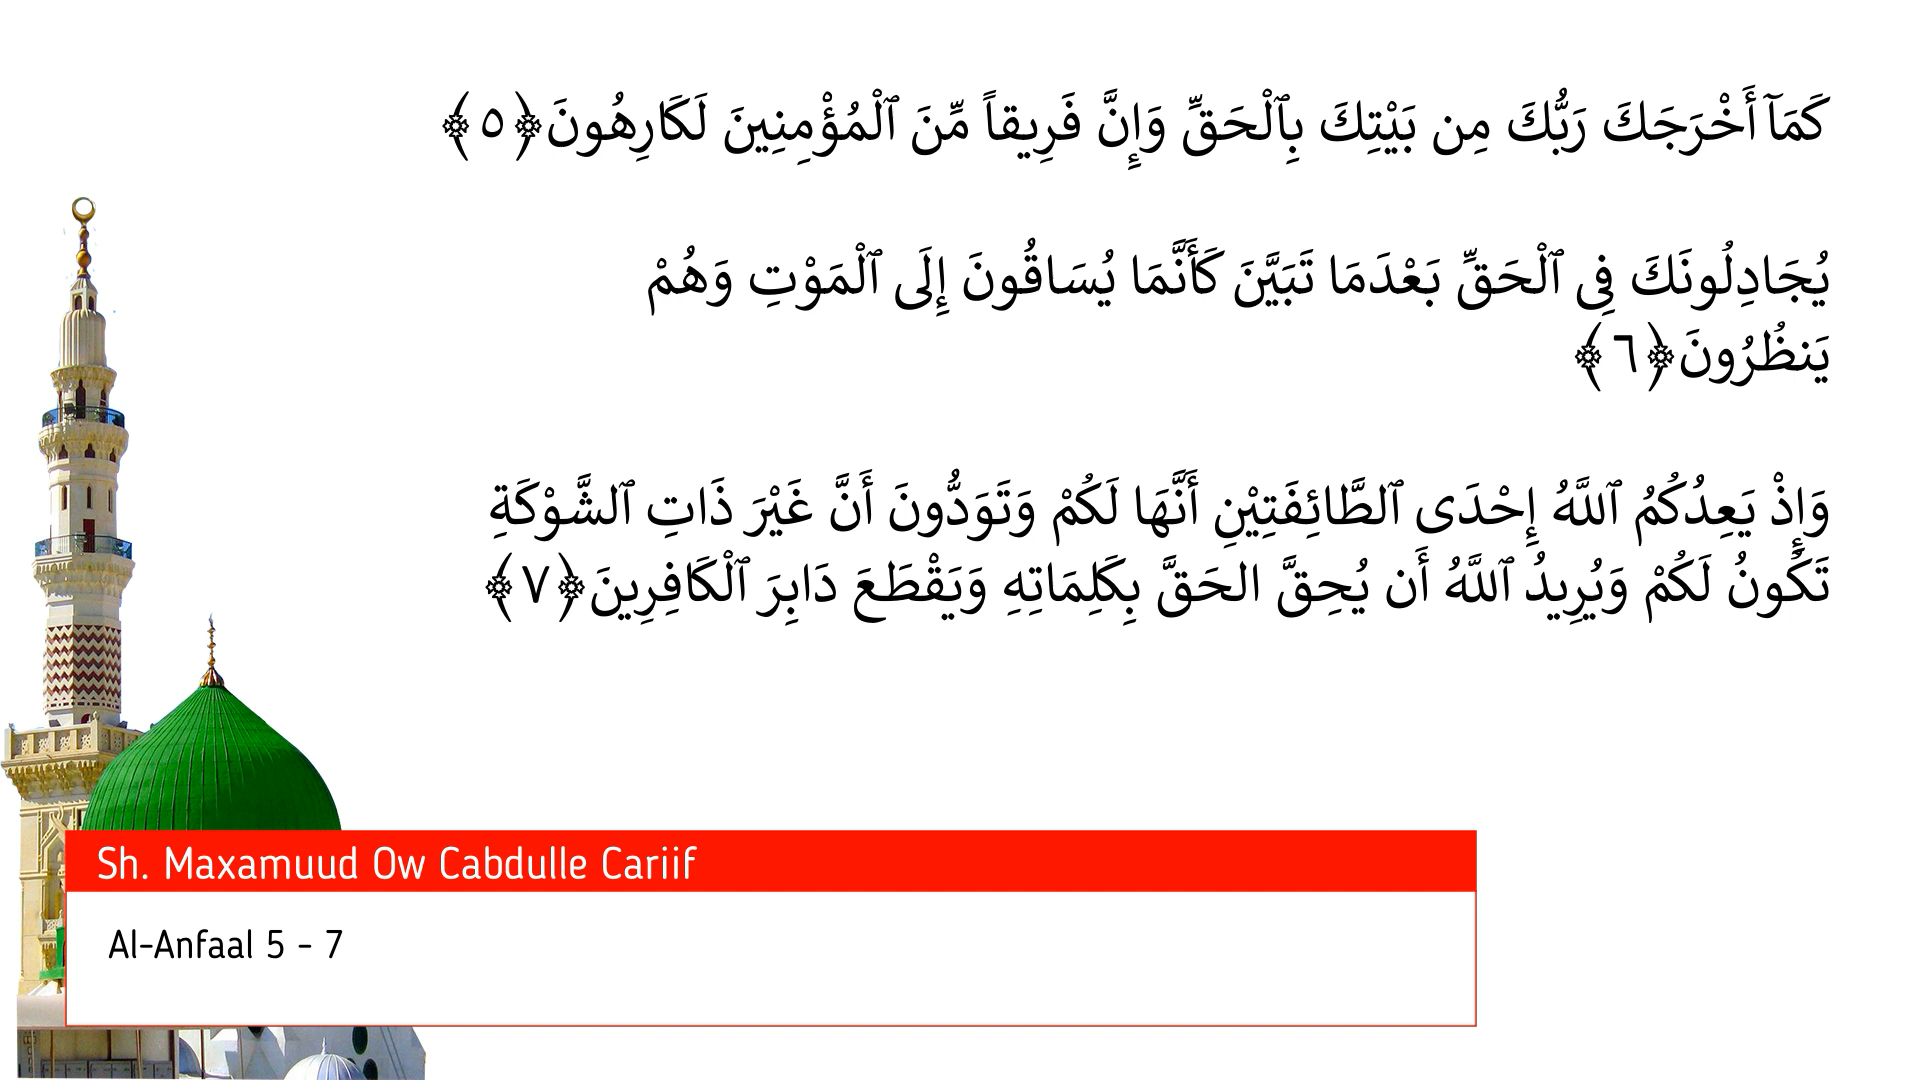 كَمَآ أَخْرَجَكَ رَبُّكَ مِن بَيْتِكَ بِٱلْحَقِّ وَإِنَّ فَرِيقاً مِّنَ ٱلْمُؤْمِنِينَ لَكَارِهُونَ﴿٥﴾
يُجَادِلُونَكَ فِى ٱلْحَقِّ بَعْدَمَا تَبَيَّنَ كَأَنَّمَا يُسَاقُونَ إِلَى ٱلْمَوْتِ وَهُمْ
يَنظُرُونَ﴿٦﴾
وَإِذْ يَعِدُكُمُ ٱللَّهُ إِحْدَى ٱلطَّائِفَتِيْنِ أَنَّهَا لَكُمْ وَتَوَدُّونَ أَنَّ غَيْرَ ذَاتِ ٱلشَّوْكَةِ
تَكُونُ لَكُمْ وَيُرِيدُ ٱللَّهُ أَن يُحِقَّ الحَقَّ بِكَلِمَاتِهِ وَيَقْطَعَ دَابِرَ ٱلْكَافِرِينَ﴿٧﴾
Sh. Maxamuud Ow Cabdulle Cariif
Al-Anfaal 5 - 7